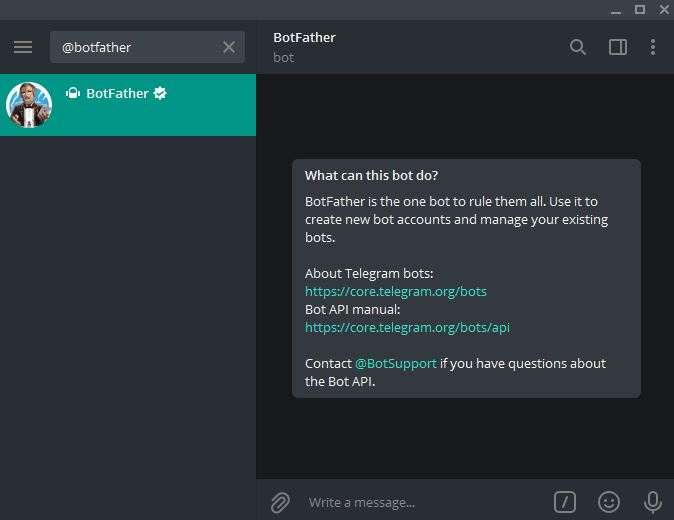 @botfather
BotFather
BotFather
bot
What can this bot do?
BotFather is the one bot to rule them all. Use it to
create new bot accounts and manage your existing
bots.
About Telegram bots:
https://core.telegram.org/bots
Bot API manual:
https://core.telegram.org/bots/api
Contact @BotSupport if you have questions about
the Bot API.
Write a message...